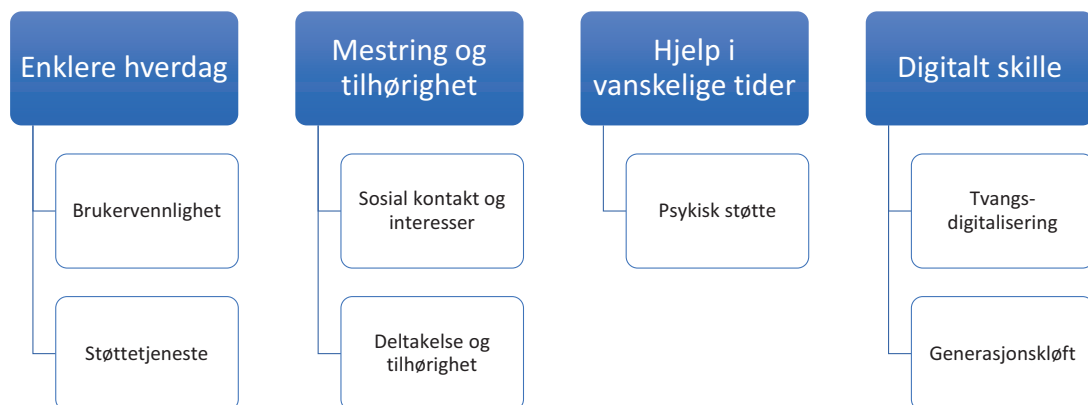 Enklere hverdag
Brukervennlighet
Støttetjeneste
Mestring og
tilhørighet
Sosial kontakt og
interesser
Deltakelse og
tilhørighet
Hjelp i
vanskelige tider
Psykisk støtte
Digitalt skille
Tvangs-
digitalisering
Generasjonskløft